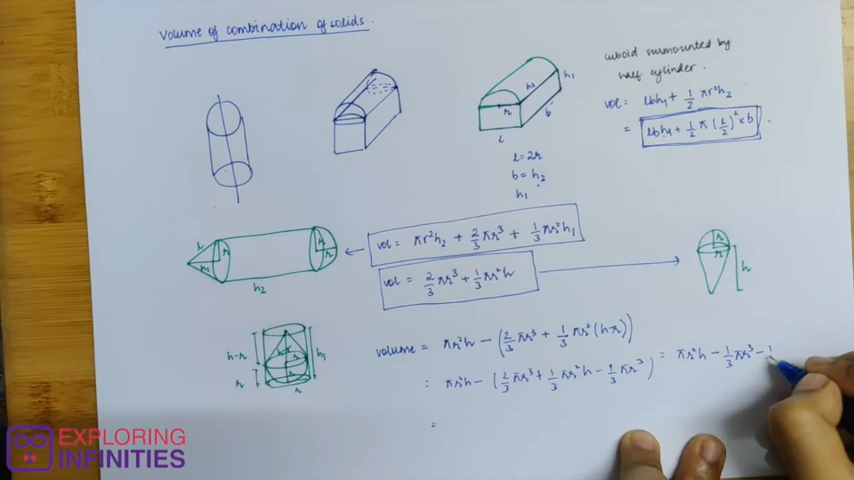 Volume of combination of solids.
cuboid surmounted by
half cylinder.
vol: lbh₁ + 1/2 πr²h₂
= lbh₁ + 1/2 π (l/2)² × b
h₂
h₁
r
b
l
l = 2r
b = h₂
h₁
l
r
h₁
h₂
r
r
vol = πr²h₂ + 2/3 πr³ + 1/3 πr²h₁
vol = 2/3 πr³ + 1/3 πr²h
r
r
h
h-r
r
r
h₁
r
volume = πr²h - (2/3 πr³ + 1/3 πr² (h-r))
= πr²h - (2/3 πr³ + 1/3 πr²h - 1/3 πr³) = πr²h - 1/3 πr³ - 1
=
EXPLORING
INFINITIES